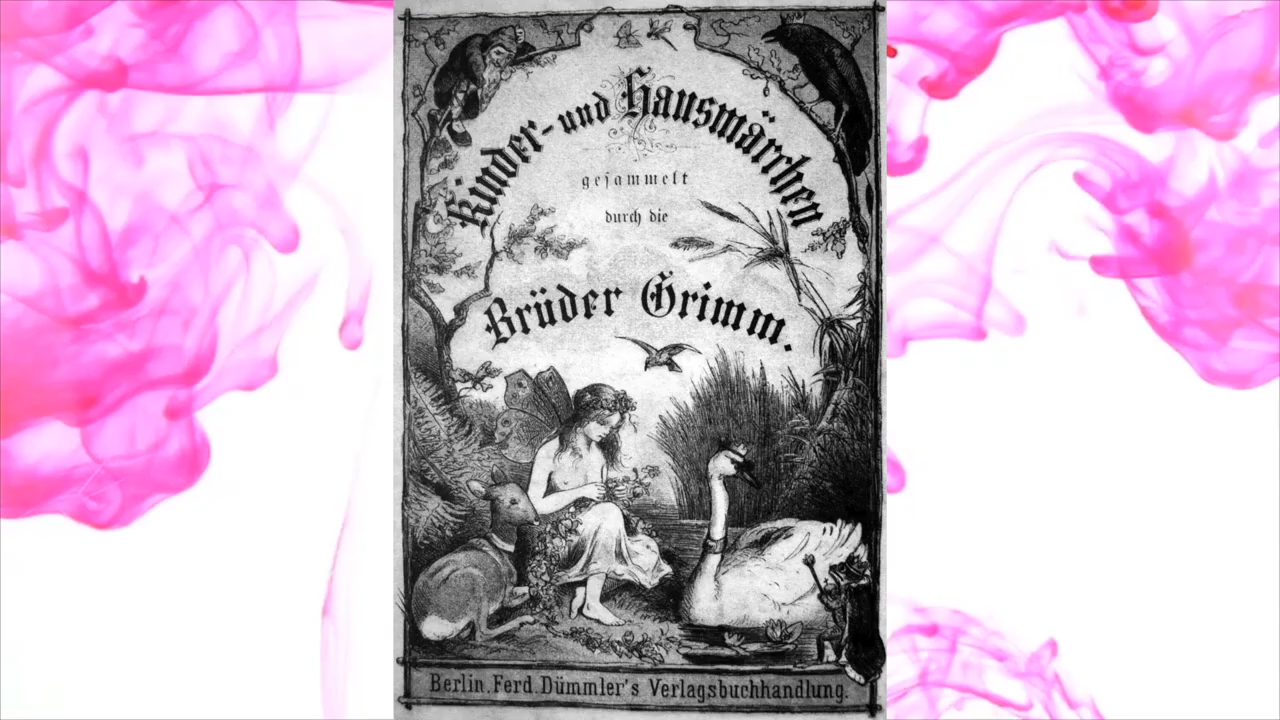 Kinder- und Hausmärchen
gesammelt
durch die
Brüder Grimm.
Berlin. Ferd. Dümmler's Verlagsbuchhandlung.